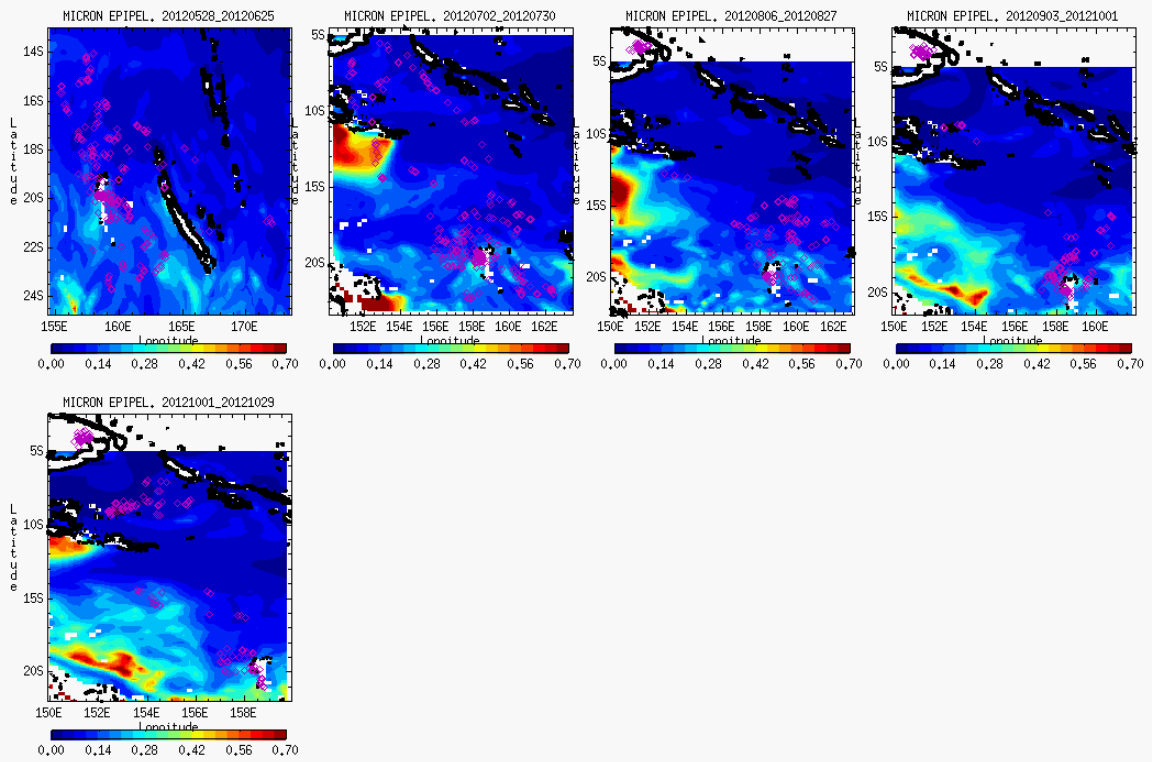 MICRON EPIPEL. 20120528_20120625
14S
16S
18S
20S
22S
24S
Latitude
155E 160E 165E 170E
Longitude
0.00 0.14 0.28 0.42 0.56 0.70
MICRON EPIPEL. 20120702_20120730
5S
10S
15S
20S
Latitude
152E 154E 156E 158E 160E 162E
Longitude
0.00 0.14 0.28 0.42 0.56 0.70
MICRON EPIPEL. 20120806_20120827
5S
10S
15S
20S
Latitude
150E 152E 154E 156E 158E 160E 162E
Longitude
0.00 0.14 0.28 0.42 0.56 0.70
MICRON EPIPEL. 20120903_20121001
5S
10S
15S
20S
Latitude
150E 152E 154E 156E 158E 160E
Longitude
0.00 0.14 0.28 0.42 0.56 0.70
MICRON EPIPEL. 20121001_20121029
5S
10S
15S
20S
Latitude
150E 152E 154E 156E 158E
Longitude
0.00 0.14 0.28 0.42 0.56 0.70